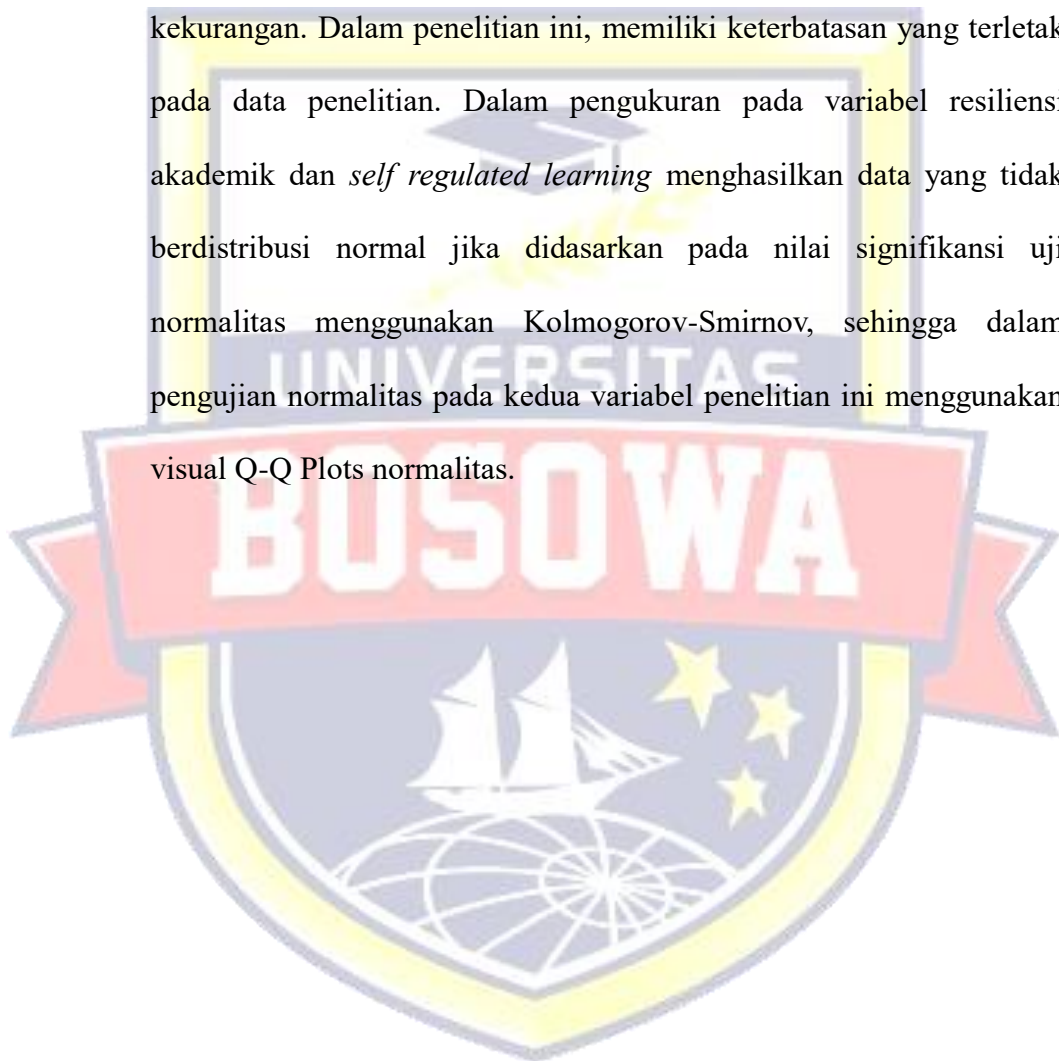 kekurangan. Dalam penelitian ini, memiliki keterbatasan yang terletak
pada data penelitian. Dalam pengukuran pada variabel resiliensi
akademik dan self regulated learning menghasilkan data yang tidak
berdistribusi normal jika didasarkan pada nilai signifikansi uji
normalitas menggunakan Kolmogorov-Smirnov, sehingga dalam
UNIVERSITAS
pengujian normalitas pada kedua variabel penelitian ini menggunakan
visual Q-Q Plots normalitas.
BOSOWA